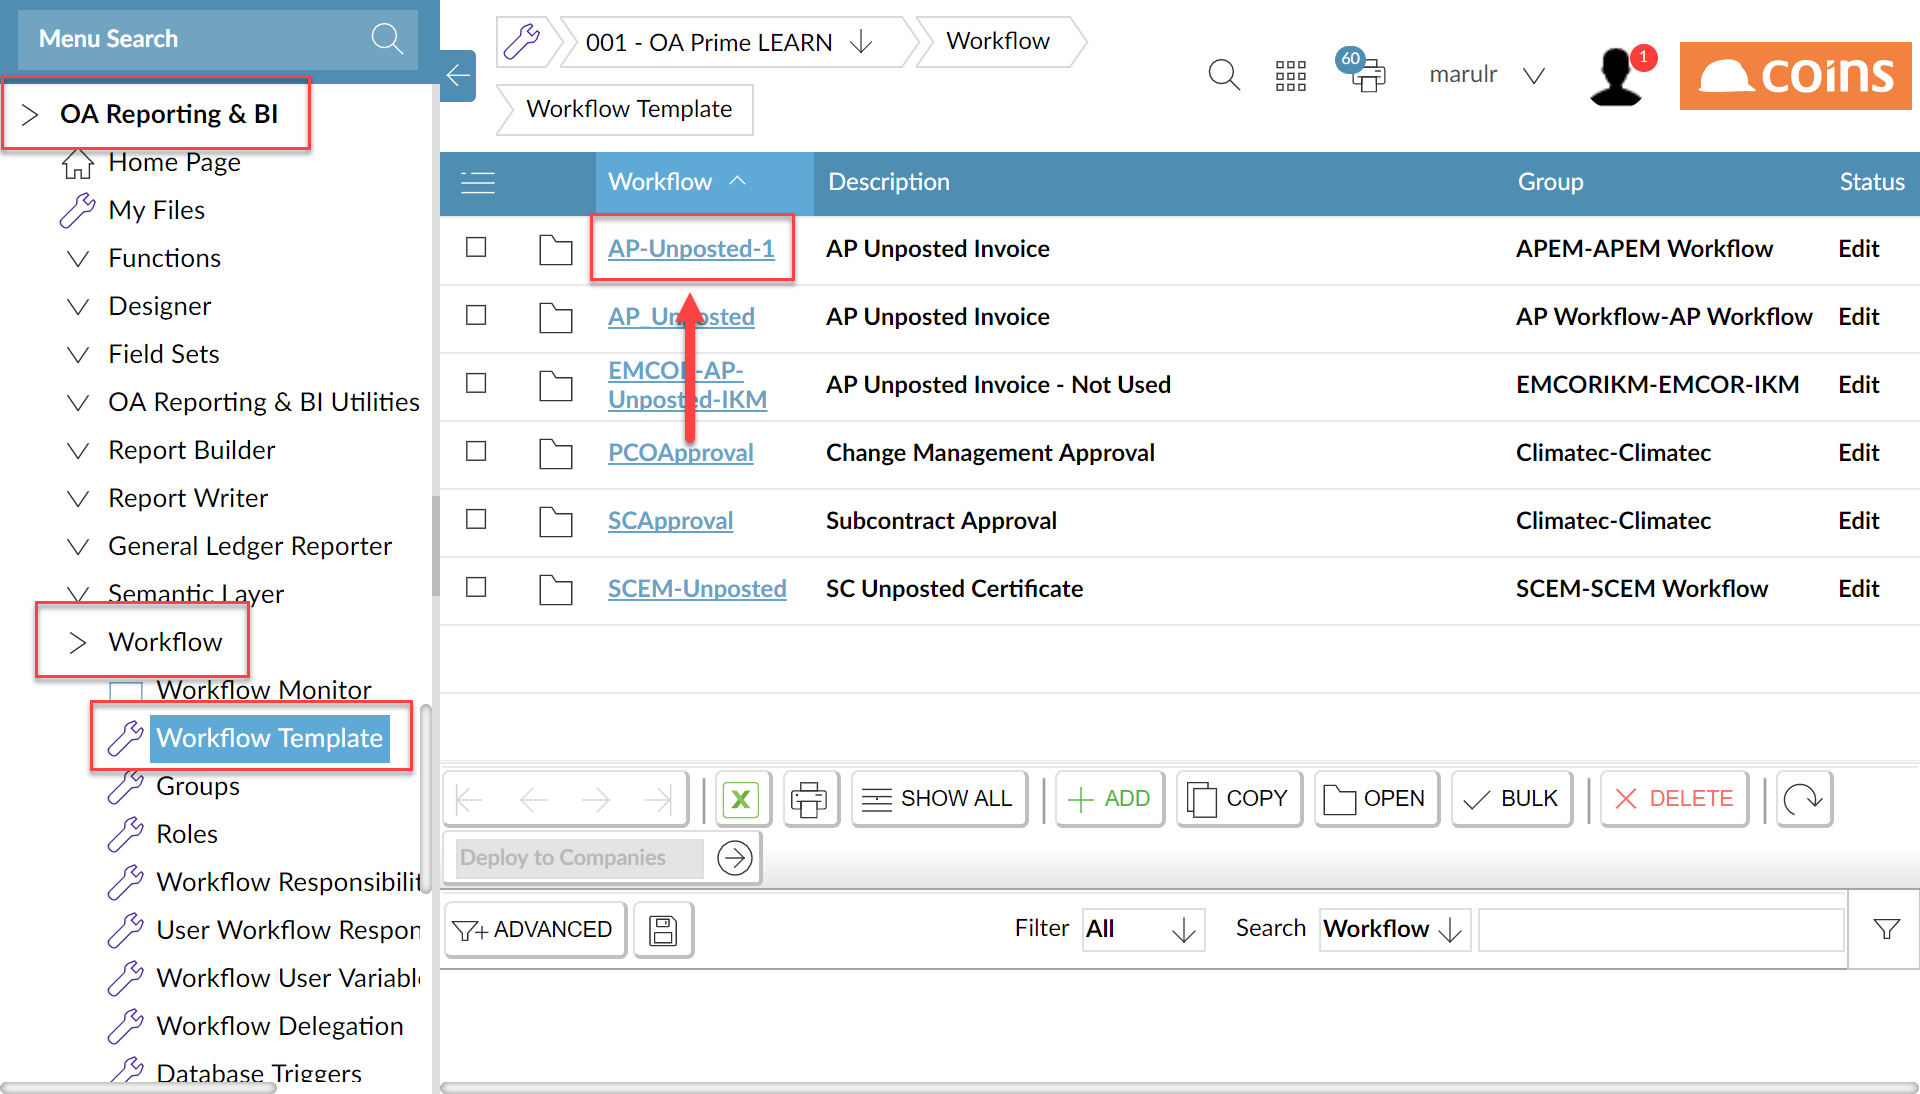 Menu Search
OA Reporting & BI
Home Page
My Files
Functions
Designer
Field Sets
OA Reporting & BI Utilities
Report Builder
Report Writer
General Ledger Reporter
Semantic Layer
Workflow
Workflow Monitor
Workflow Template
Groups
Roles
Workflow Responsibilit
User Workflow Respon
Workflow User Variabl
Workflow Delegation
Database Triggers
001 - OA Prime LEARN
Workflow
Workflow Template
60
marulr
1
coins
Workflow Description Group Status
AP-Unposted-1 AP Unposted Invoice APEM-APEM Workflow Edit
AP_Unposted AP Unposted Invoice AP Workflow-AP Workflow Edit
EMCOR-AP-
Unposted-IKM AP Unposted Invoice - Not Used EMCORIKM-EMCOR-IKM Edit
PCOApproval Change Management Approval Climatec-Climatec Edit
SCApproval Subcontract Approval Climatec-Climatec Edit
SCEM-Unposted SC Unposted Certificate SCEM-SCEM Workflow Edit
X SHOW ALL ADD COPY OPEN BULK DELETE
Deploy to Companies
ADVANCED Filter All Search Workflow